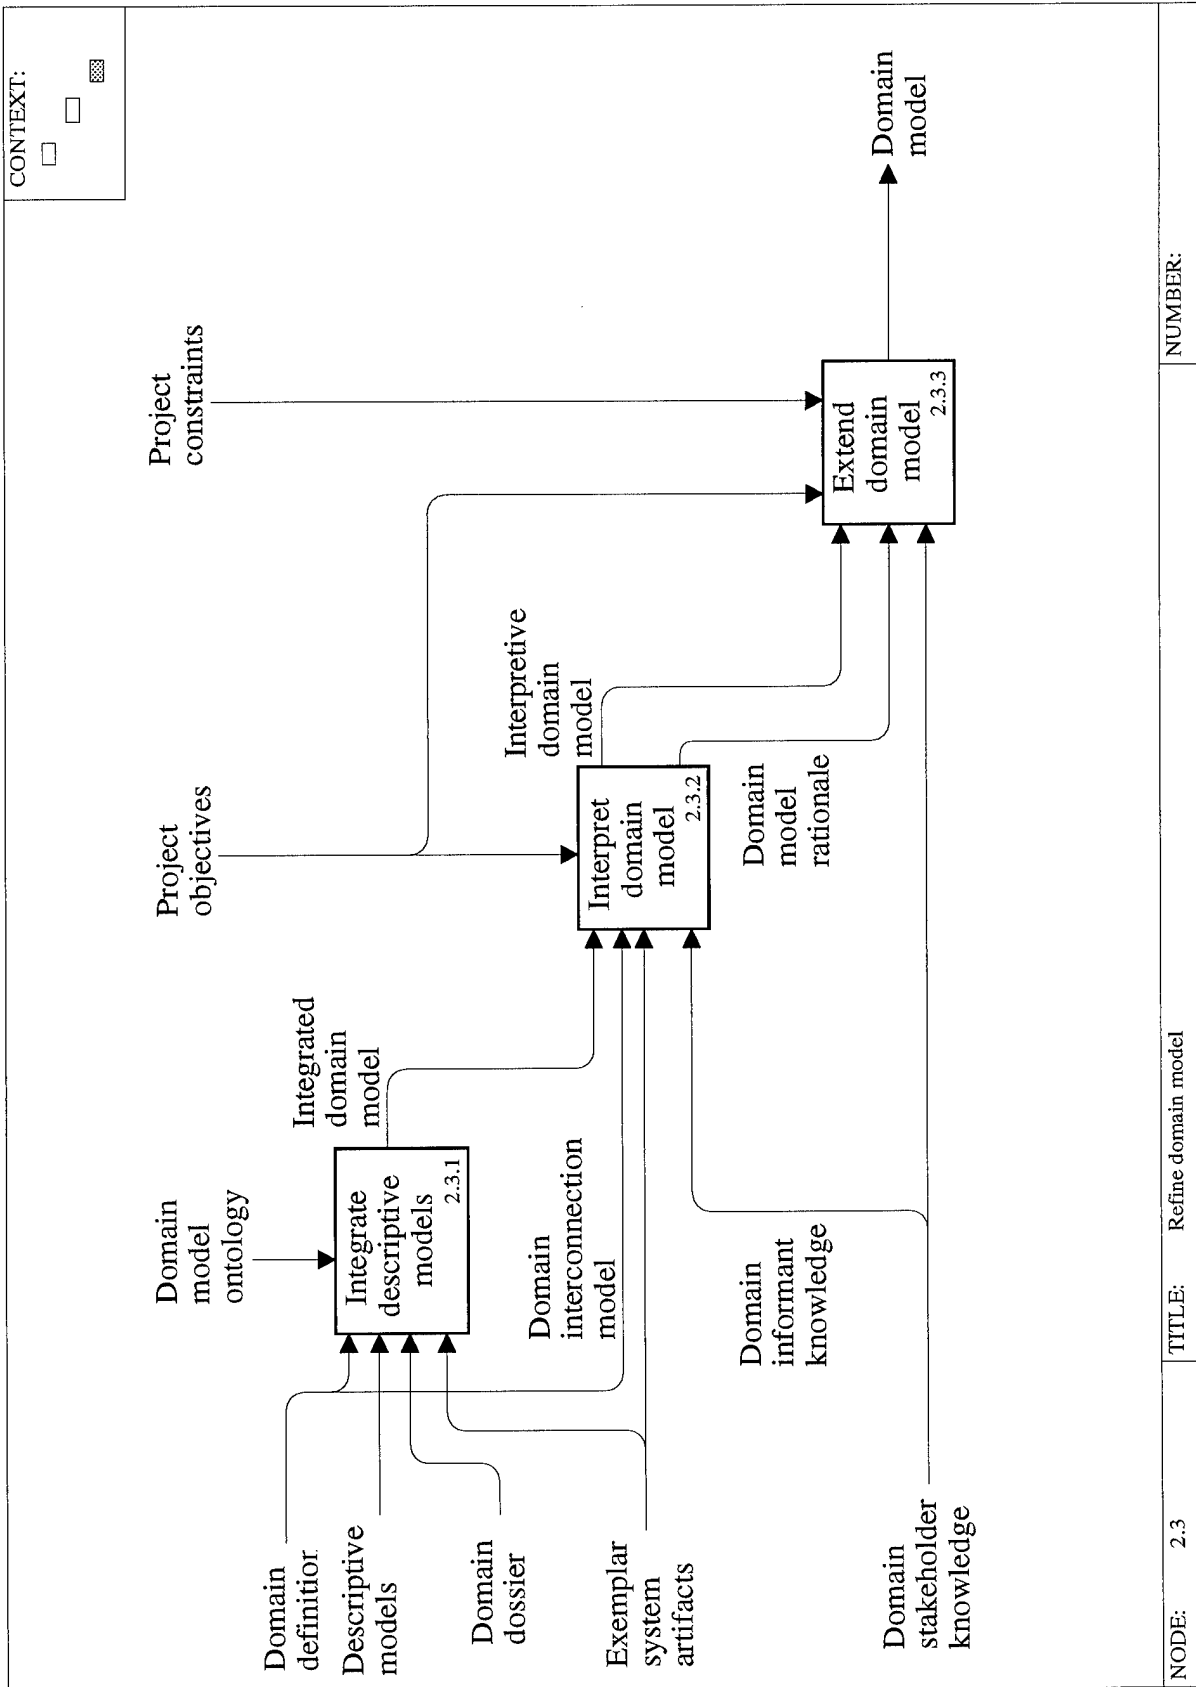 CONTEXT:
Project
constraints
Project
objectives
Domain
model
ontology
Integrated
domain
model
Integrate
descriptive
models
2.3.1
Domain
definitior
Descriptive
models
Domain
dossier
Exemplar
system
artifacts
Domain
interconnection
model
Interpretive
domain
model
Interpret
domain
model
2.3.2
Domain
model
rationale
Domain
informant
knowledge
Domain
stakeholder
knowledge
Extend
domain
model
2.3.3
Domain
model
NODE: 2.3
TITLE: Refine domain model
NUMBER: